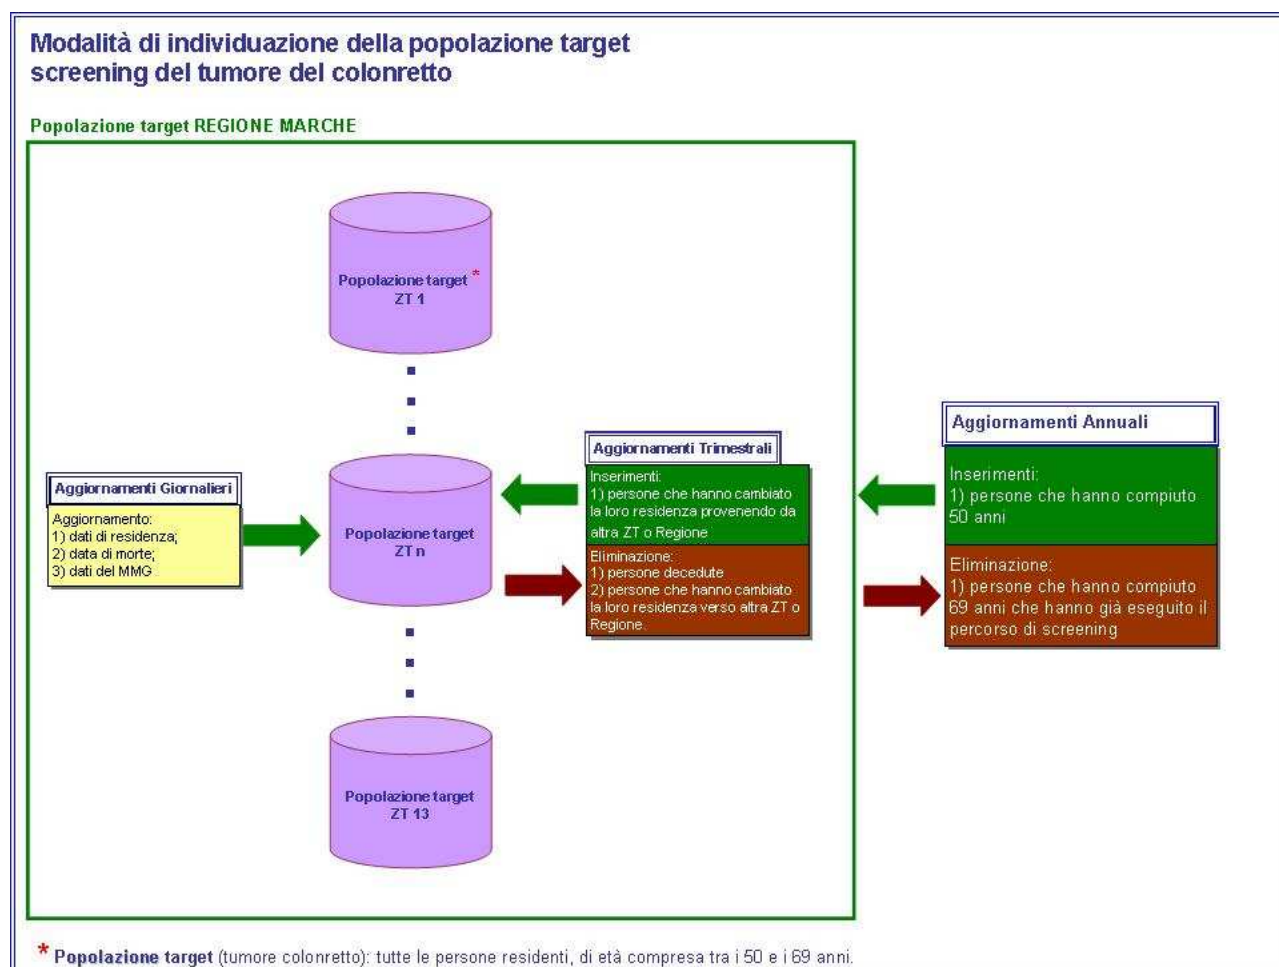 Modalità di individuazione della popolazione target
screening del tumore del colonretto
Popolazione target REGIONE MARCHE
Popolazione target *
ZT 1
Aggiornamenti Giornalieri
Aggiornamento:
1) dati di residenza;
2) data di morte;
3) dati del MMG
Popolazione target
ZT n
Aggiornamenti Trimestrali
Inserimenti:
1) persone che hanno cambiato
la loro residenza provenendo da
altra ZT o Regione
Eliminazione:
1) persone decedute
2) persone che hanno cambiato
la loro residenza verso altra ZT o
Regione.
Aggiornamenti Annuali
Inserimenti:
1) persone che hanno compiuto
50 anni
Eliminazione:
1) persone che hanno compiuto
69 anni che hanno già eseguito il
percorso di screening
Popolazione target
ZT 13
* Popolazione target (tumore colonretto): tutte le persone residenti, di età compresa tra i 50 e i 69 anni.